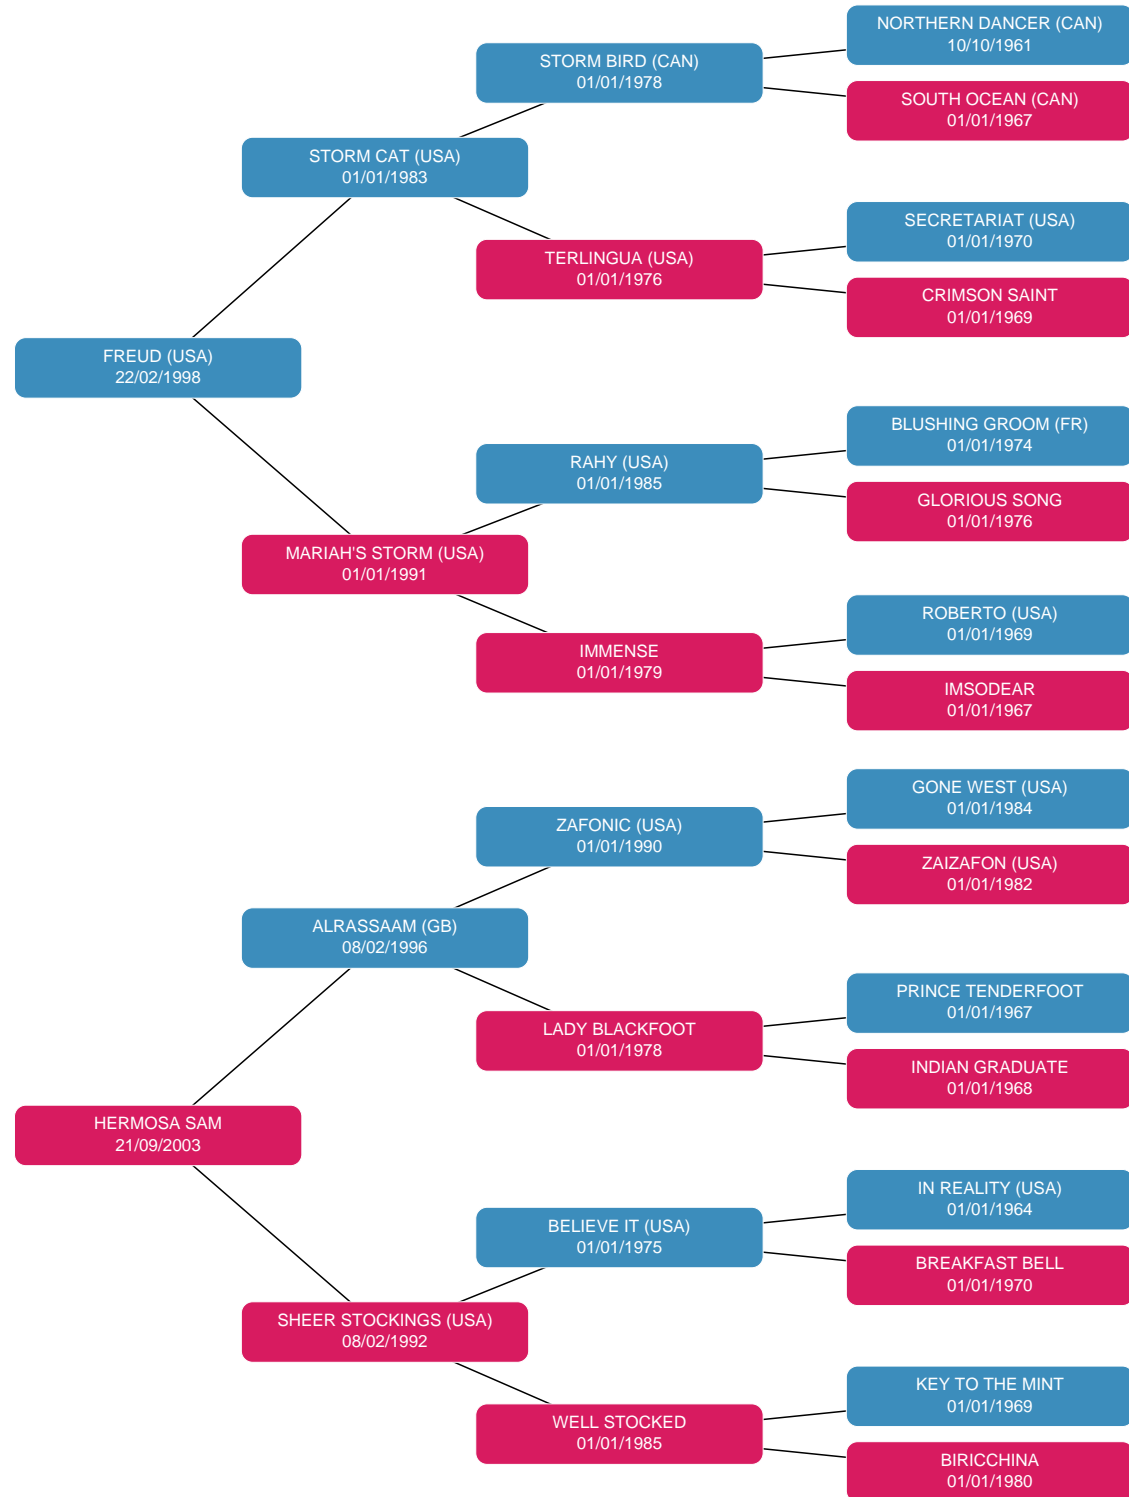 NORTHERN DANCER (CAN)
10/10/1961
STORM BIRD (CAN)
01/01/1978
SOUTH OCEAN (CAN)
01/01/1967
STORM CAT (USA)
01/01/1983
SECRETARIAT (USA)
01/01/1970
TERLINGUA (USA)
01/01/1976
CRIMSON SAINT
01/01/1969
FREUD (USA)
22/02/1998
BLUSHING GROOM (FR)
01/01/1974
RAHY (USA)
01/01/1985
GLORIOUS SONG
01/01/1976
MARIAH'S STORM (USA)
01/01/1991
ROBERTO (USA)
01/01/1969
IMMENSE
01/01/1979
IMSODEAR
01/01/1967
GONE WEST (USA)
01/01/1984
ZAFONIC (USA)
01/01/1990
ZAIZAFON (USA)
01/01/1982
ALRASSAAM (GB)
08/02/1996
PRINCE TENDERFOOT
01/01/1967
LADY BLACKFOOT
01/01/1978
INDIAN GRADUATE
01/01/1968
HERMOSA SAM
21/09/2003
IN REALITY (USA)
01/01/1964
BELIEVE IT (USA)
01/01/1975
BREAKFAST BELL
01/01/1970
SHEER STOCKINGS (USA)
08/02/1992
KEY TO THE MINT
01/01/1969
WELL STOCKED
01/01/1985
BIRICCHINA
01/01/1980